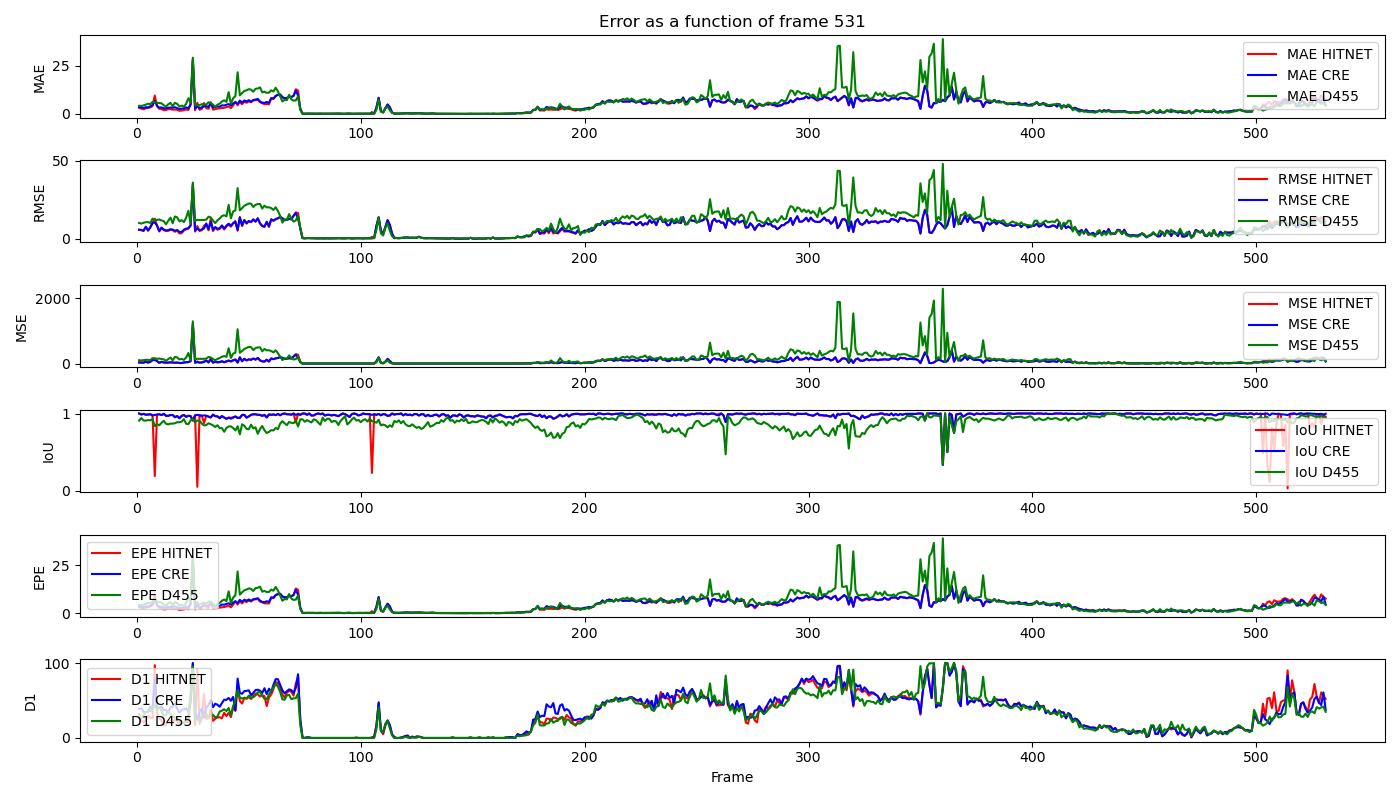 Error as a function of frame 531
MAE
25
0
MAE HITNET
MAE CRE
MAE D455
0 100 200 300 400 500
RMSE
50
0
RMSE HITNET
RMSE CRE
RMSE D455
0 100 200 300 400 500
MSE
2000
0
MSE HITNET
MSE CRE
MSE D455
0 100 200 300 400 500
IoU
1
0
IoU HITNET
IoU CRE
IoU D455
0 100 200 300 400 500
EPE
25
0
EPE HITNET
EPE CRE
EPE D455
0 100 200 300 400 500
D1
100
0
D1 HITNET
D1 CRE
D1 D455
0 100 200 300 400 500
Frame